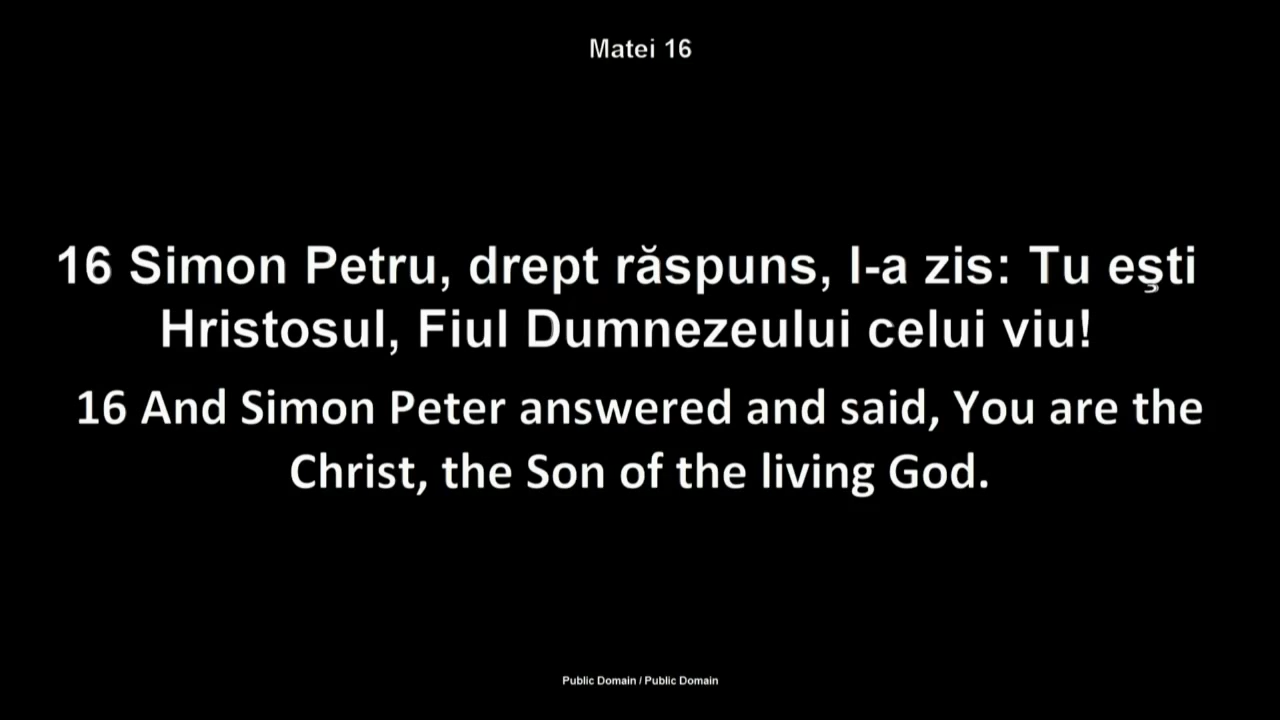 Matei 16
16 Simon Petru, drept răspuns, I-a zis: Tu eşti
Hristosul, Fiul Dumnezeului celui viu!
16 And Simon Peter answered and said, You are the
Christ, the Son of the living God.
Public Domain / Public Domain